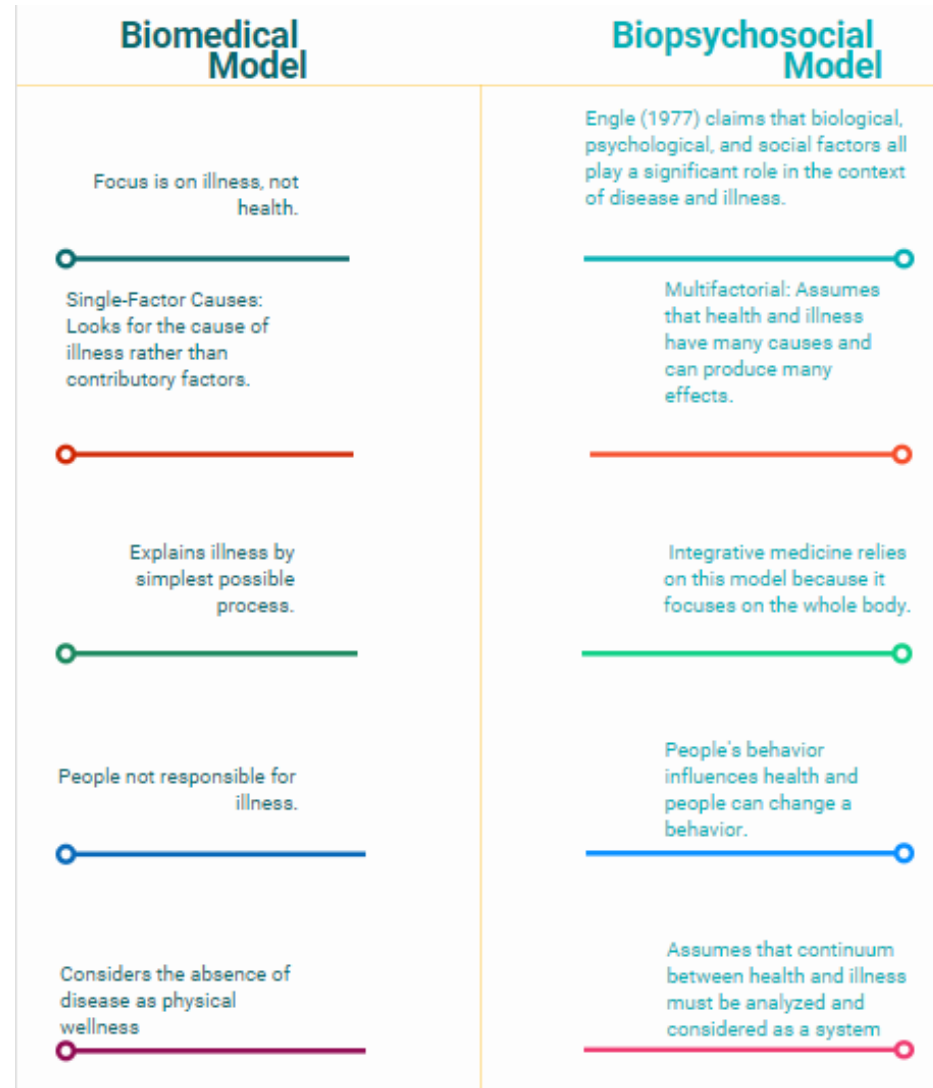 Biomedical
Model
Biopsychosocial
Model
Focus is on illness, not
health.
Engle (1977) claims that biological,
psychological, and social factors all
play a significant role in the context
of disease and illness.
Single-Factor Causes:
Looks for the cause of
illness rather than
contributory factors.
Multifactorial: Assumes
that health and illness
have many causes and
can produce many
effects.
Explains illness by
simplest possible
process.
Integrative medicine relies
on this model because it
focuses on the whole body.
People not responsible for
illness.
People's behavior
influences health and
people can change a
behavior.
Considers the absence of
disease as physical
wellness
Assumes that continuum
between health and illness
must be analyzed and
considered as a system